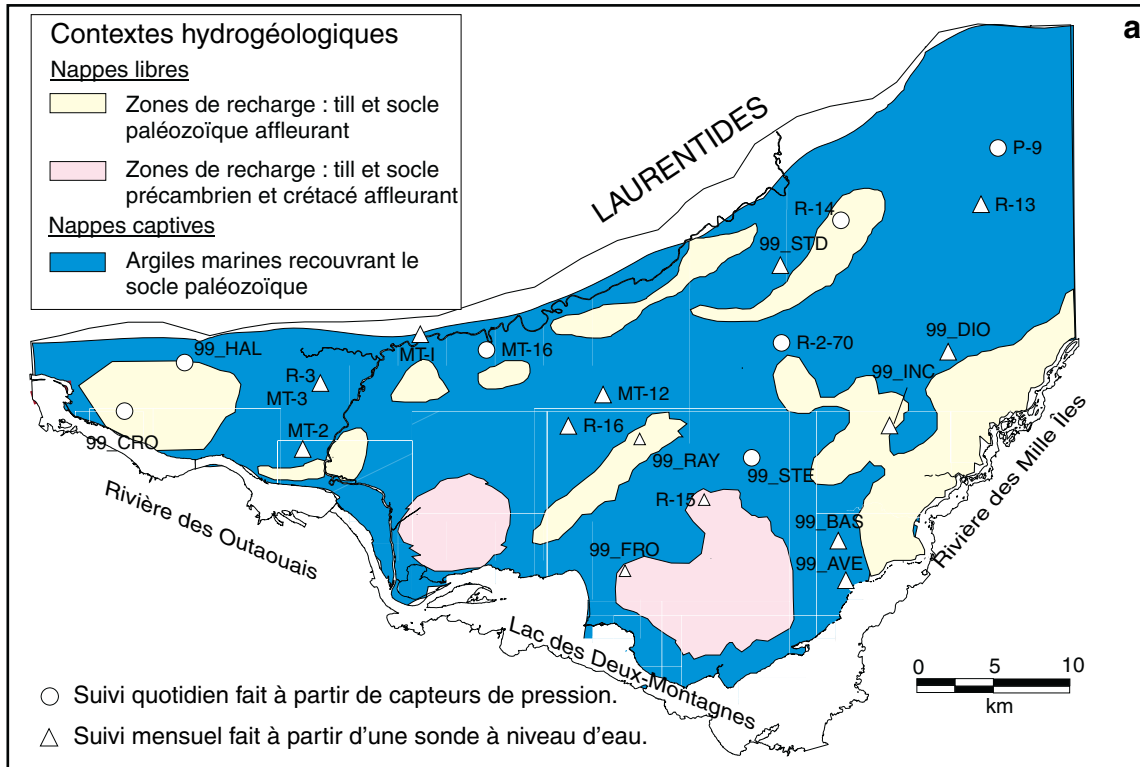 a
Contextes hydrogéologiques
Nappes libres
Zones de recharge : till et socle
paléozoïque affleurant
Zones de recharge : till et socle
précambrien et crétacé affleurant
Nappes captives
Argiles marines recouvrant le
socle paléozoïque
LAURENTIDES
P-9
R-13
R-14
99_STD
99_HAL
MT-I
MT-16
R-2-70
99_DIO
99_INC
R-3
MT-3
MT-12
99_CRO
MT-2
R-16
99_RAY
99_STE
R-15
99_BAS
99_FRO
99_AVE
Rivière des Outaouais
Lac des Deux-Montagnes
Rivière des Mille Îles
0 5 10
km
Suivi quotidien fait à partir de capteurs de pression.
Suivi mensuel fait à partir d'une sonde à niveau d'eau.